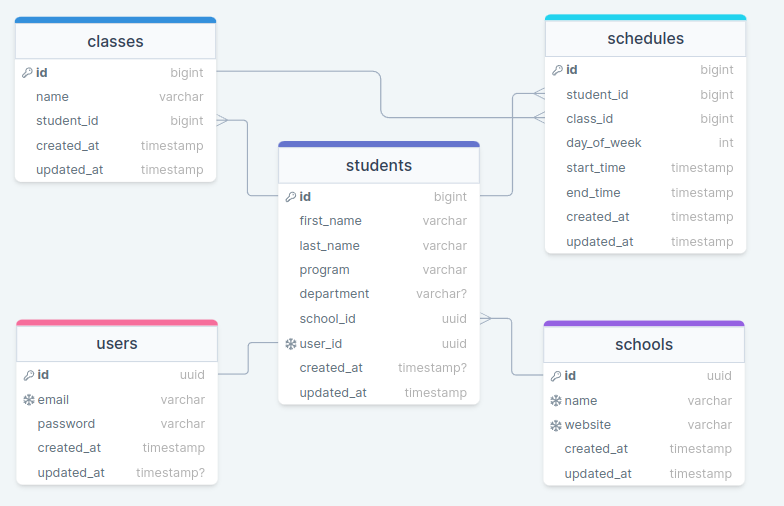 classes
id bigint
name varchar
student_id bigint
created_at timestamp
updated_at timestamp
schedules
id bigint
student_id bigint
class_id bigint
day_of_week int
start_time timestamp
end_time timestamp
created_at timestamp
updated_at timestamp
students
id bigint
first_name varchar
last_name varchar
program varchar
department varchar?
school_id uuid
user_id uuid
created_at timestamp?
updated_at timestamp
users
id uuid
email varchar
password varchar
created_at timestamp
updated_at timestamp?
schools
id uuid
name varchar
website varchar
created_at timestamp
updated_at timestamp